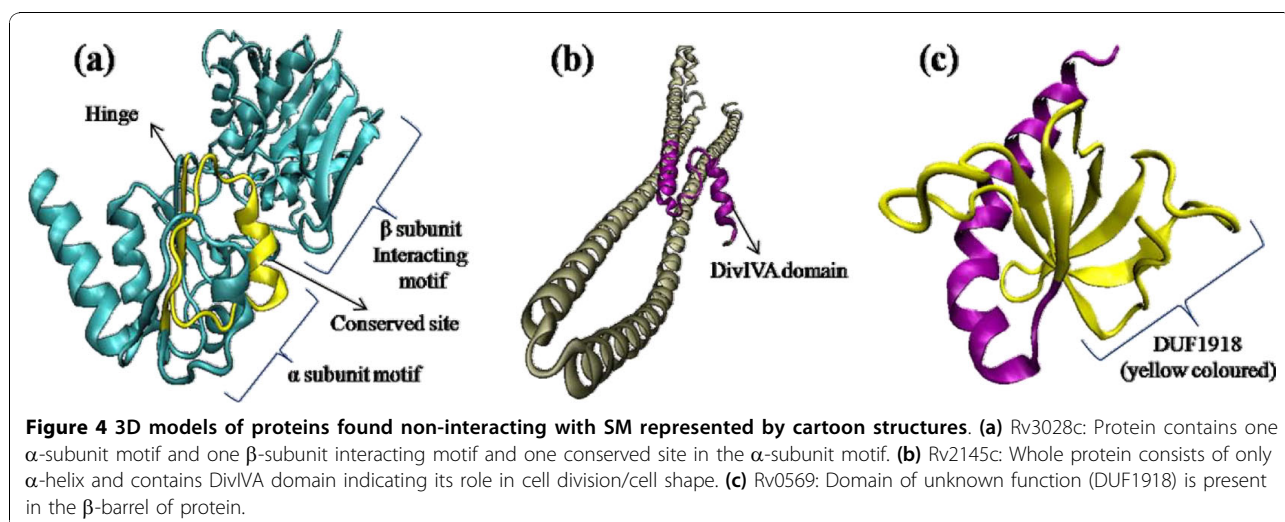 (a)
Hinge
β subunit
Interacting
motif
Conserved site
α subunit motif
(b)
DivIVA domain
(c)
DUF1918
(yellow coloured)
Figure 4 3D models of proteins found non-interacting with SM represented by cartoon structures. (a) Rv3028c: Protein contains one
α-subunit motif and one β-subunit interacting motif and one conserved site in the α-subunit motif. (b) Rv2145c: Whole protein consists of only
α-helix and contains DivIVA domain indicating its role in cell division/cell shape. (c) Rv0569: Domain of unknown function (DUF1918) is present
in the β-barrel of protein.